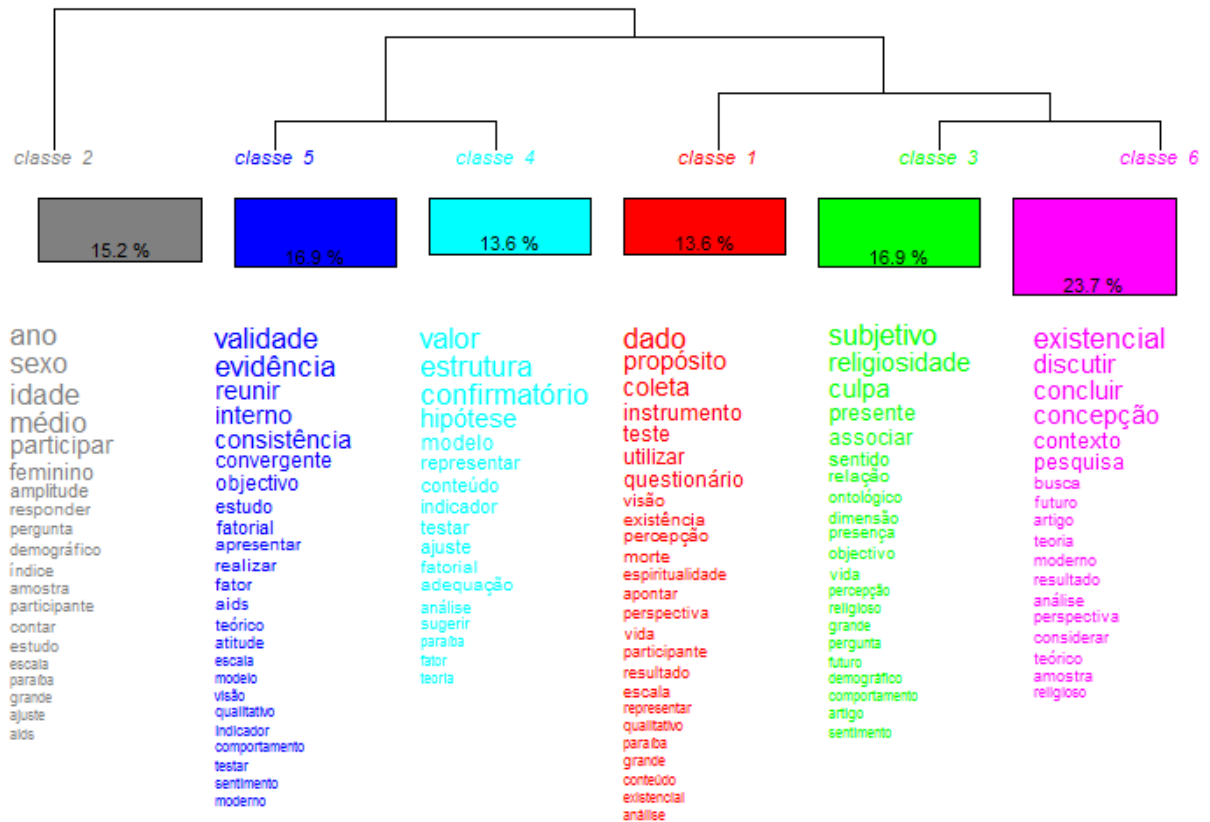 classe 2
classe 5
classe 4
classe 1
classe 3
classe 6
15.2 %
16.9 %
13.6 %
13.6 %
16.9 %
23.7 %
ano
sexo
idade
médio
participar
feminino
amplitude
responder
pergunta
demográfico
índice
amostra
participante
contar
estudo
escala
paraíba
grande
ajuste
aids
validade
evidência
reunir
interno
consistência
convergente
objectivo
estudo
fatorial
apresentar
realizar
fator
aids
teórico
atitude
escala
modelo
visão
qualitativo
indicador
comportamento
testar
sentimento
moderno
valor
estrutura
confirmatório
hipótese
modelo
representar
conteúdo
indicador
testar
ajuste
fatorial
adequação
análise
sugerir
paraíba
fator
teoria
dado
propósito
coleta
instrumento
teste
utilizar
questionário
visão
existência
percepção
morte
espiritualidade
apontar
perspectiva
vida
participante
resultado
escala
representar
qualitativo
paraíba
grande
conteúdo
existencial
análise
subjetivo
religiosidade
culpa
presente
associar
sentido
relação
ontológico
dimensão
presença
objectivo
vida
percepção
religioso
grande
pergunta
futuro
demográfico
comportamento
artigo
sentimento
existencial
discutir
concluir
concepção
contexto
pesquisa
busca
futuro
artigo
teoria
moderno
resultado
análise
perspectiva
considerar
teórico
amostra
religioso